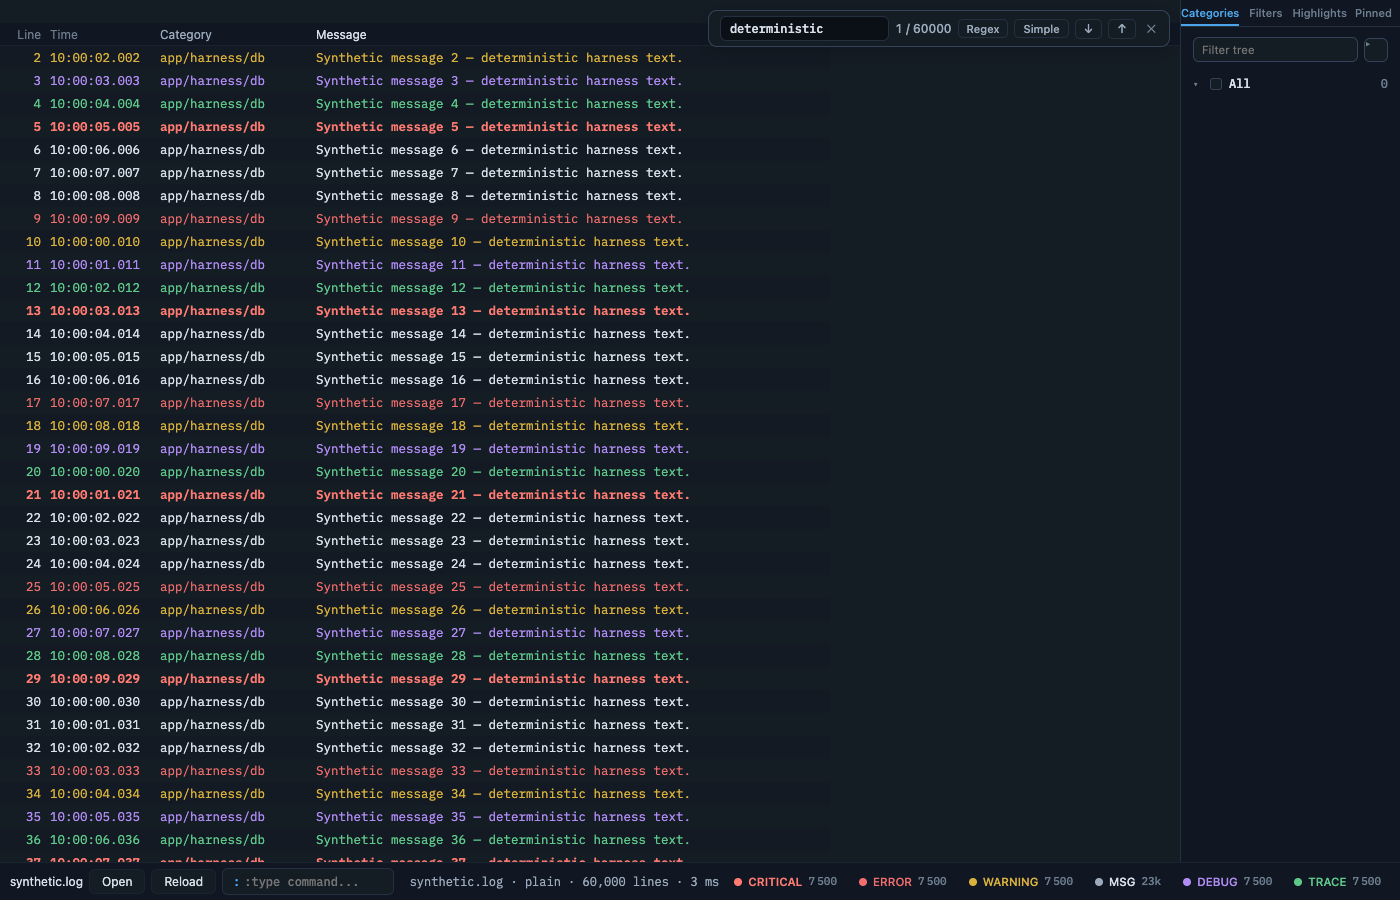 deterministic 1 / 60000 Regex Simple ↓ ↑ ×
Categories Filters Highlights Pinned
Line Time Category Message
Filter tree
All 0
2 10:00:02.002 app/harness/db Synthetic message 2 — deterministic harness text.
3 10:00:03.003 app/harness/db Synthetic message 3 — deterministic harness text.
4 10:00:04.004 app/harness/db Synthetic message 4 — deterministic harness text.
5 10:00:05.005 app/harness/db Synthetic message 5 — deterministic harness text.
6 10:00:06.006 app/harness/db Synthetic message 6 — deterministic harness text.
7 10:00:07.007 app/harness/db Synthetic message 7 — deterministic harness text.
8 10:00:08.008 app/harness/db Synthetic message 8 — deterministic harness text.
9 10:00:09.009 app/harness/db Synthetic message 9 — deterministic harness text.
10 10:00:00.010 app/harness/db Synthetic message 10 — deterministic harness text.
11 10:00:01.011 app/harness/db Synthetic message 11 — deterministic harness text.
12 10:00:02.012 app/harness/db Synthetic message 12 — deterministic harness text.
13 10:00:03.013 app/harness/db Synthetic message 13 — deterministic harness text.
14 10:00:04.014 app/harness/db Synthetic message 14 — deterministic harness text.
15 10:00:05.015 app/harness/db Synthetic message 15 — deterministic harness text.
16 10:00:06.016 app/harness/db Synthetic message 16 — deterministic harness text.
17 10:00:07.017 app/harness/db Synthetic message 17 — deterministic harness text.
18 10:00:08.018 app/harness/db Synthetic message 18 — deterministic harness text.
19 10:00:09.019 app/harness/db Synthetic message 19 — deterministic harness text.
20 10:00:00.020 app/harness/db Synthetic message 20 — deterministic harness text.
21 10:00:01.021 app/harness/db Synthetic message 21 — deterministic harness text.
22 10:00:02.022 app/harness/db Synthetic message 22 — deterministic harness text.
23 10:00:03.023 app/harness/db Synthetic message 23 — deterministic harness text.
24 10:00:04.024 app/harness/db Synthetic message 24 — deterministic harness text.
25 10:00:05.025 app/harness/db Synthetic message 25 — deterministic harness text.
26 10:00:06.026 app/harness/db Synthetic message 26 — deterministic harness text.
27 10:00:07.027 app/harness/db Synthetic message 27 — deterministic harness text.
28 10:00:08.028 app/harness/db Synthetic message 28 — deterministic harness text.
29 10:00:09.029 app/harness/db Synthetic message 29 — deterministic harness text.
30 10:00:00.030 app/harness/db Synthetic message 30 — deterministic harness text.
31 10:00:01.031 app/harness/db Synthetic message 31 — deterministic harness text.
32 10:00:02.032 app/harness/db Synthetic message 32 — deterministic harness text.
33 10:00:03.033 app/harness/db Synthetic message 33 — deterministic harness text.
34 10:00:04.034 app/harness/db Synthetic message 34 — deterministic harness text.
35 10:00:05.035 app/harness/db Synthetic message 35 — deterministic harness text.
36 10:00:06.036 app/harness/db Synthetic message 36 — deterministic harness text.
37 10:00:07.037 app/harness/db Synthetic message 37 — deterministic harness text.
synthetic.log Open Reload : :type command... synthetic.log · plain · 60,000 lines · 3 ms CRITICAL 7 500 ERROR 7 500 WARNING 7 500 MSG 23k DEBUG 7 500 TRACE 7 500